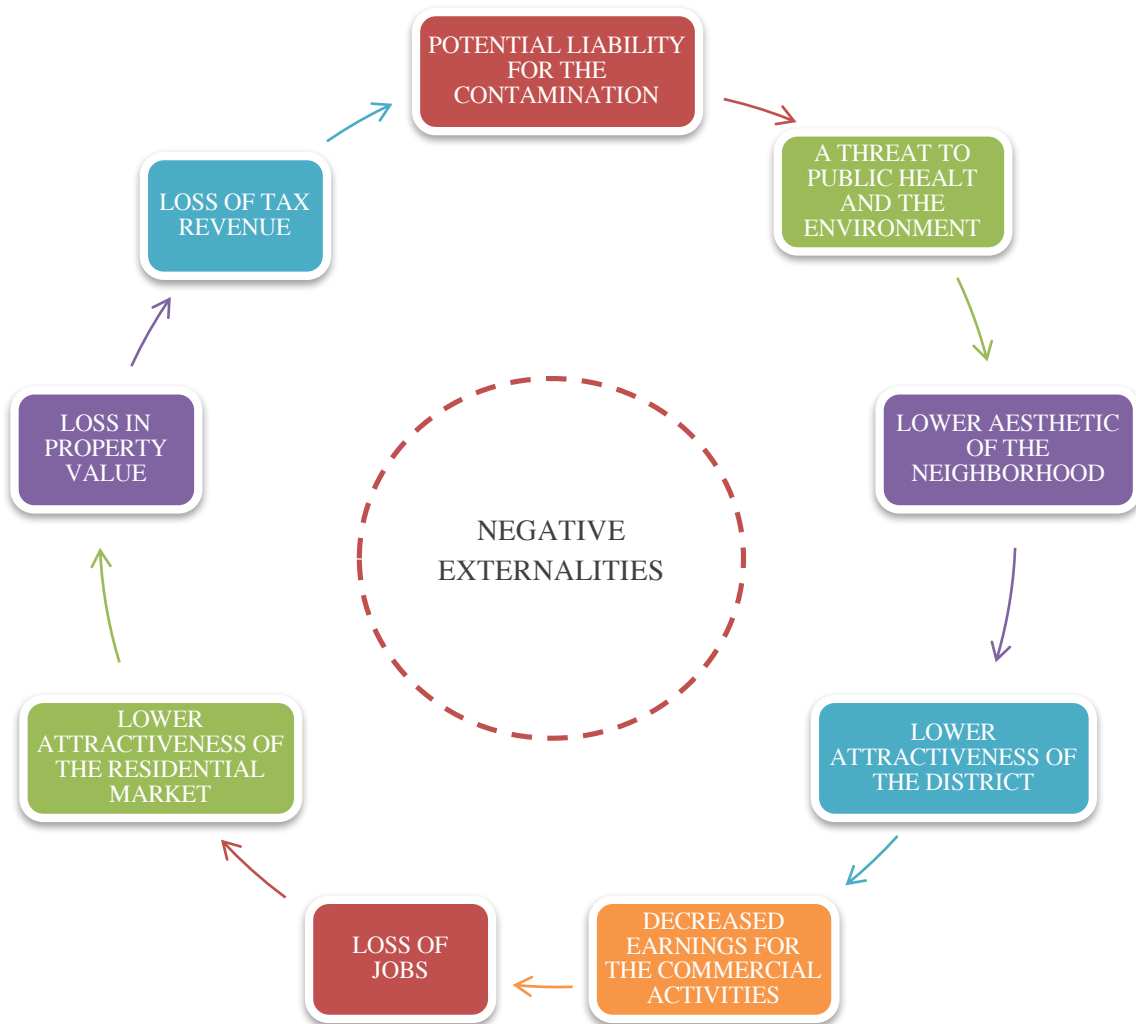 POTENTIAL LIABILITY
FOR THE
CONTAMINATION
A THREAT TO
PUBLIC HEALT
AND THE
ENVIRONMENT
LOWER AESTHETIC
OF THE
NEIGHBORHOOD
LOWER
ATTRACTIVENESS OF
THE DISTRICT
DECREASED
EARNINGS FOR
THE COMMERCIAL
ACTIVITIES
LOSS OF
JOBS
LOWER
ATTRACTIVENESS OF
THE RESIDENTIAL
MARKET
LOSS IN
PROPERTY
VALUE
LOSS OF TAX
REVENUE
NEGATIVE
EXTERNALITIES